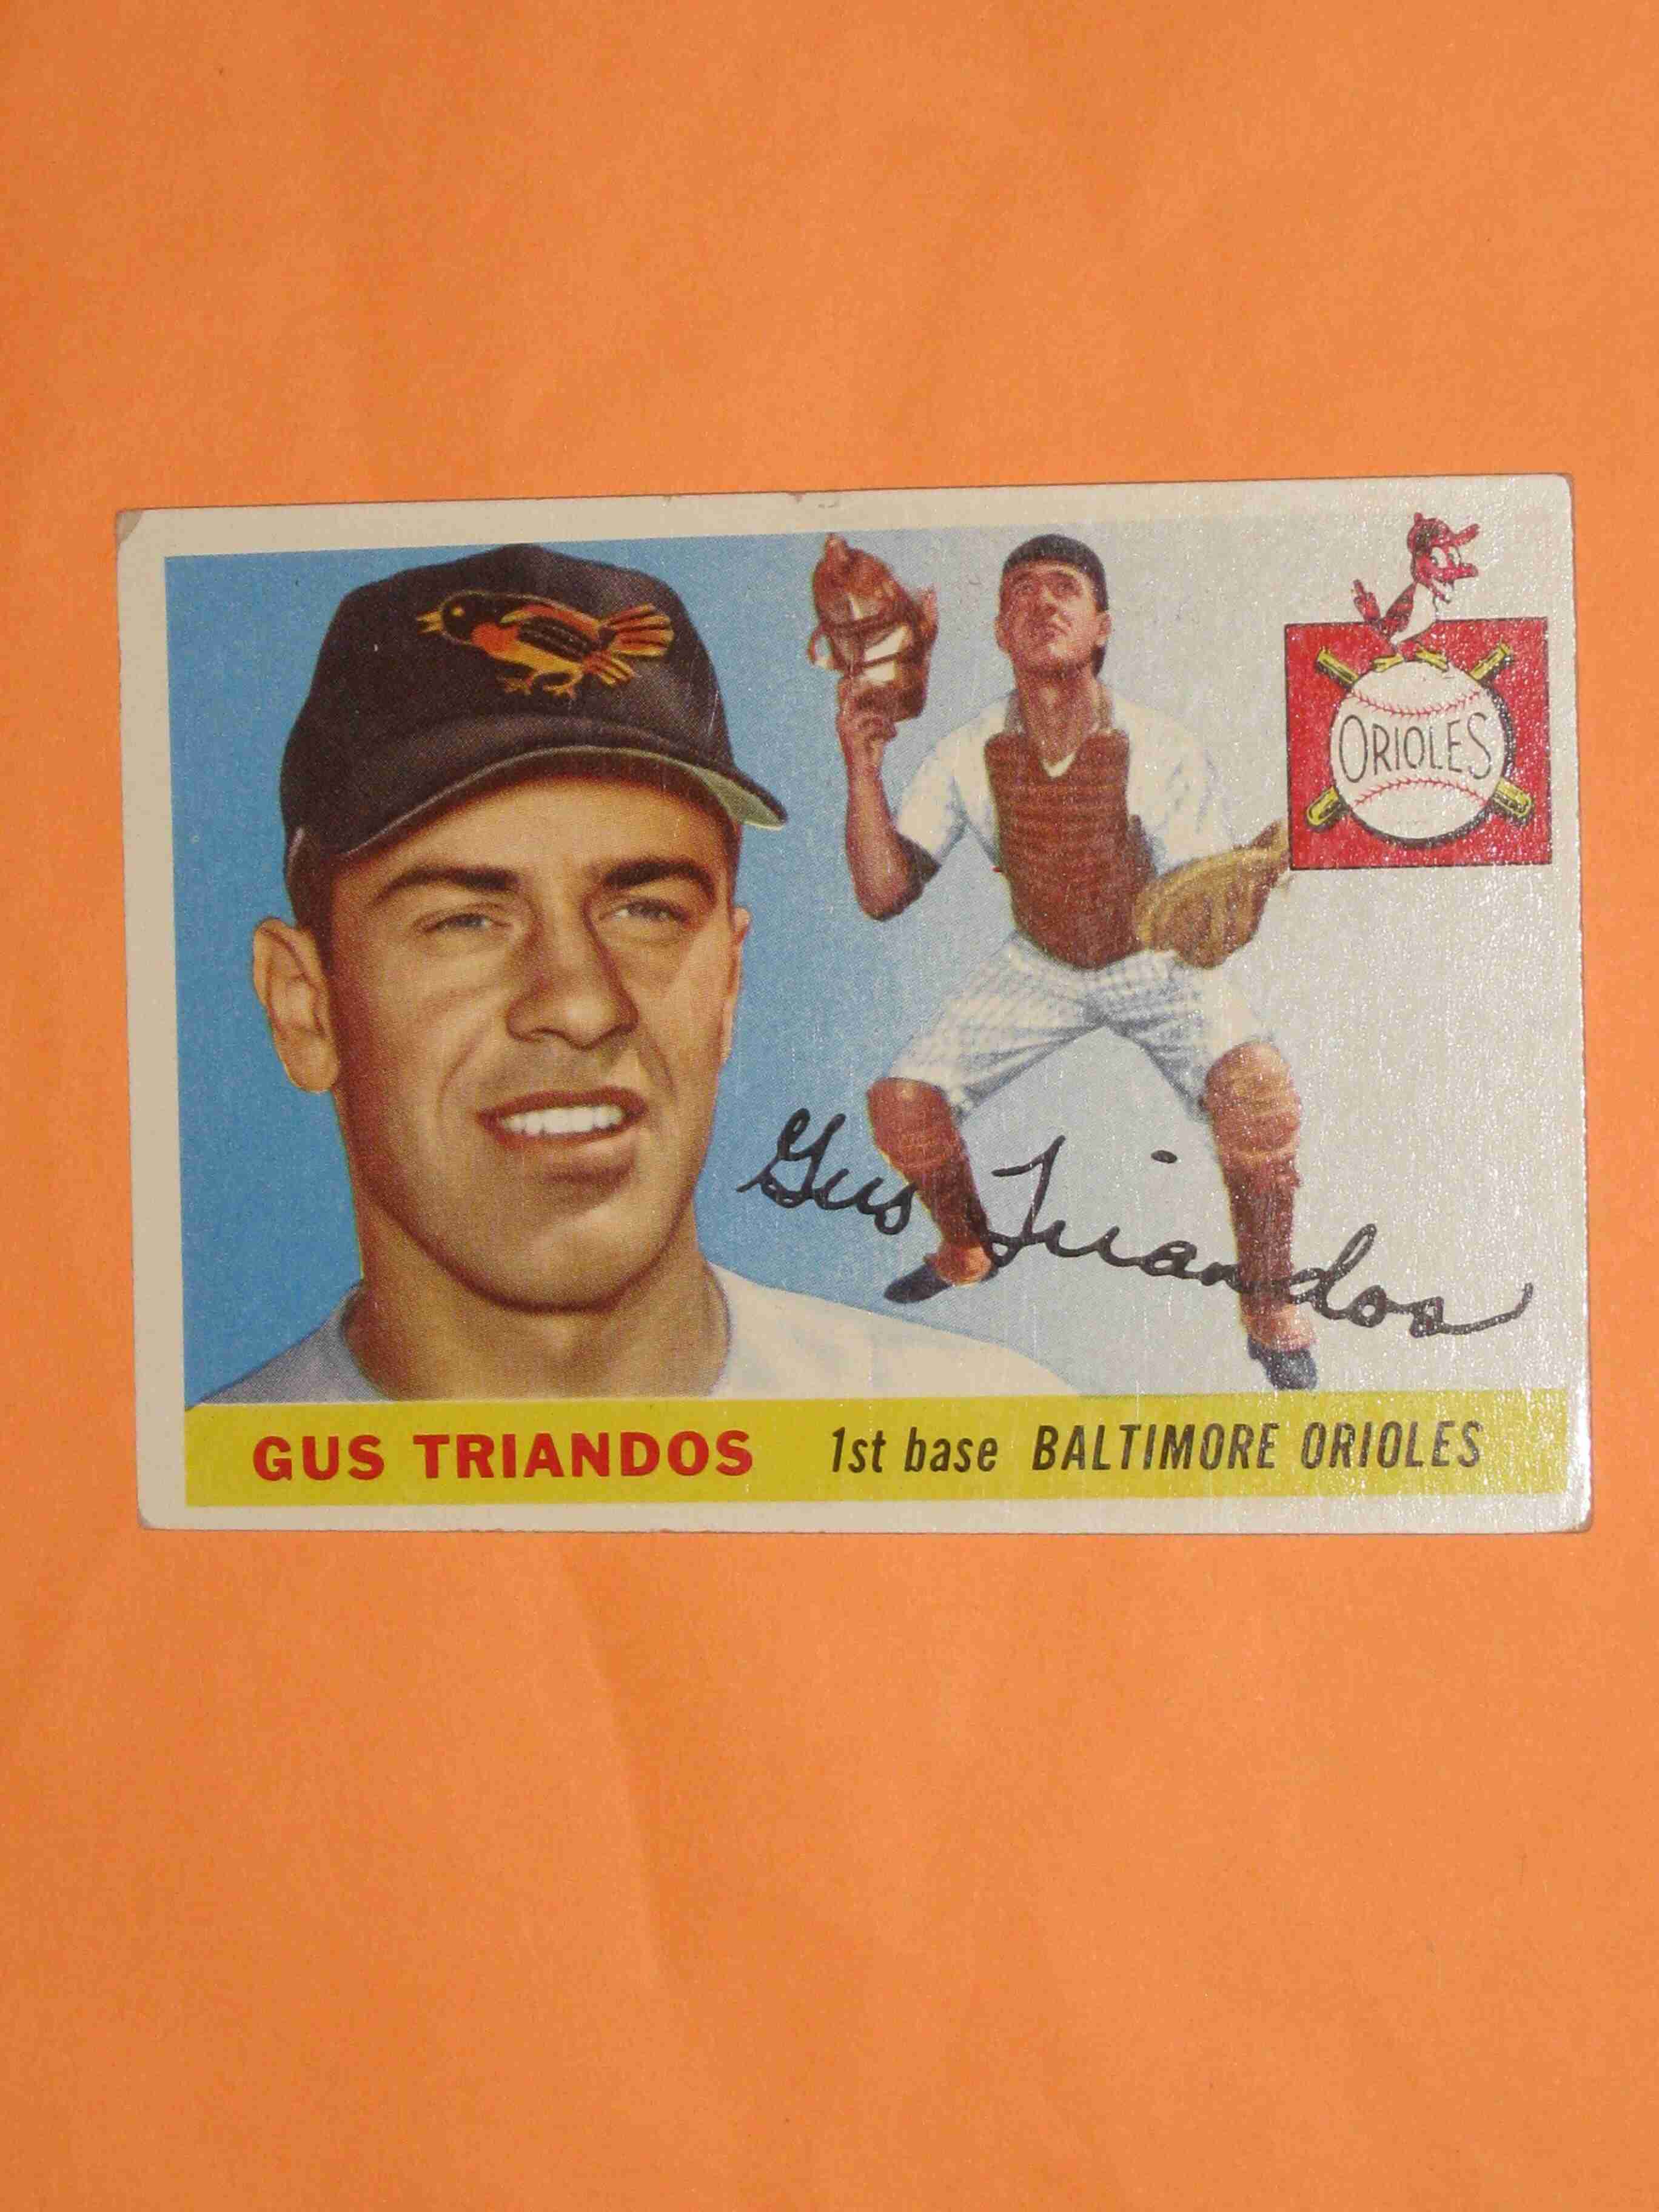 ORIOLES
Gus Triandos
GUS TRIANDOS 1st base BALTIMORE ORIOLES